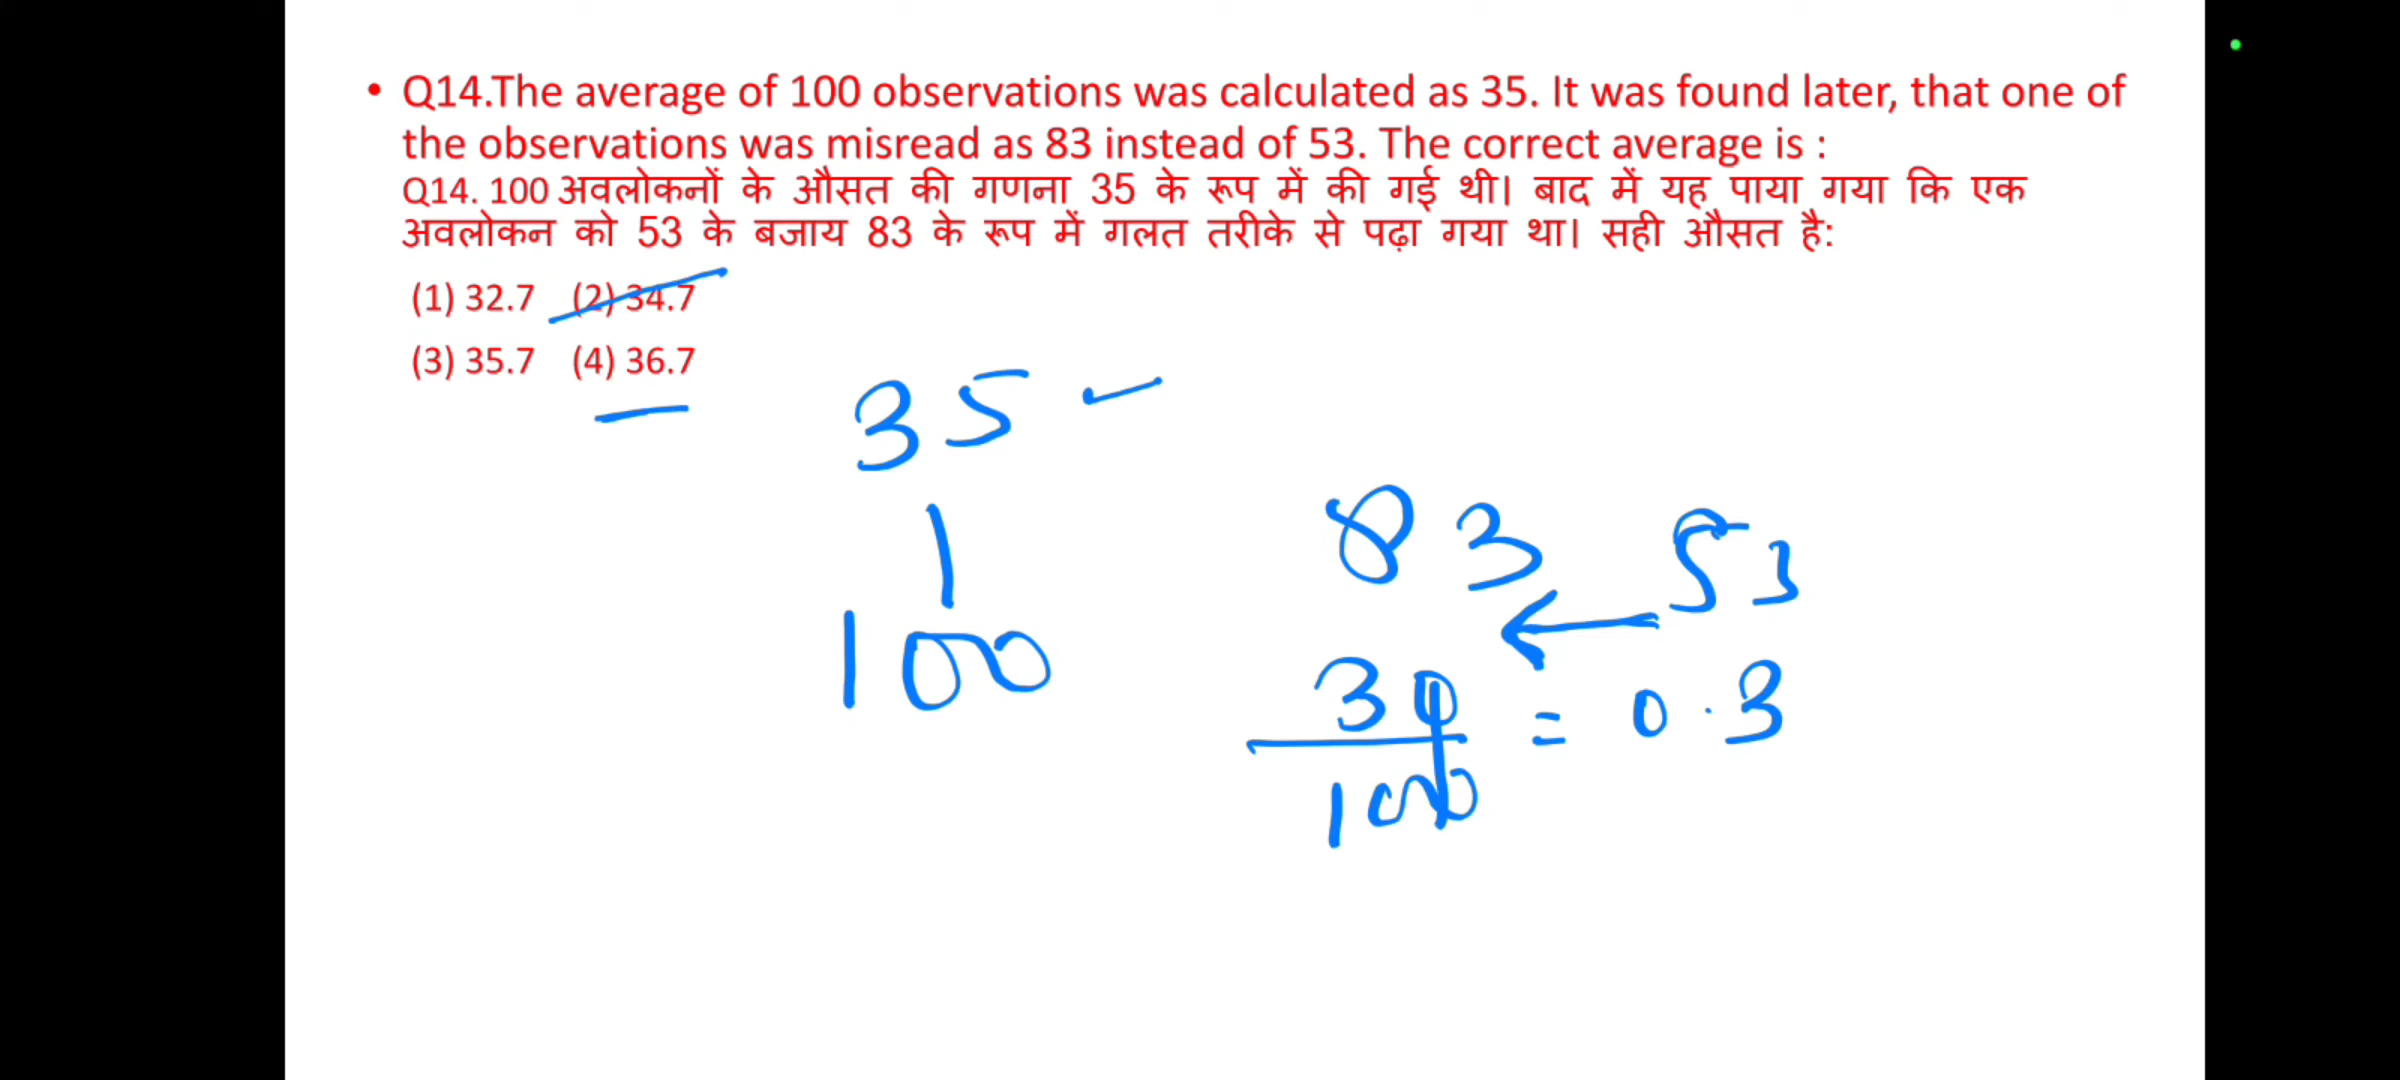 • Q14.The average of 100 observations was calculated as 35. It was found later, that one of
the observations was misread as 83 instead of 53. The correct average is :
Q14. 100 अवलोकनों के औसत की गणना 35 के रूप में की गई थी। बाद में यह पाया गया कि एक
अवलोकन को 53 के बजाय 83 के रूप में गलत तरीके से पढ़ा गया था। सही औसत है:
(1) 32.7 (2) 34.7
(3) 35.7 (4) 36.7
35 -
1
100
83 ← 53
30/100 = 0.3